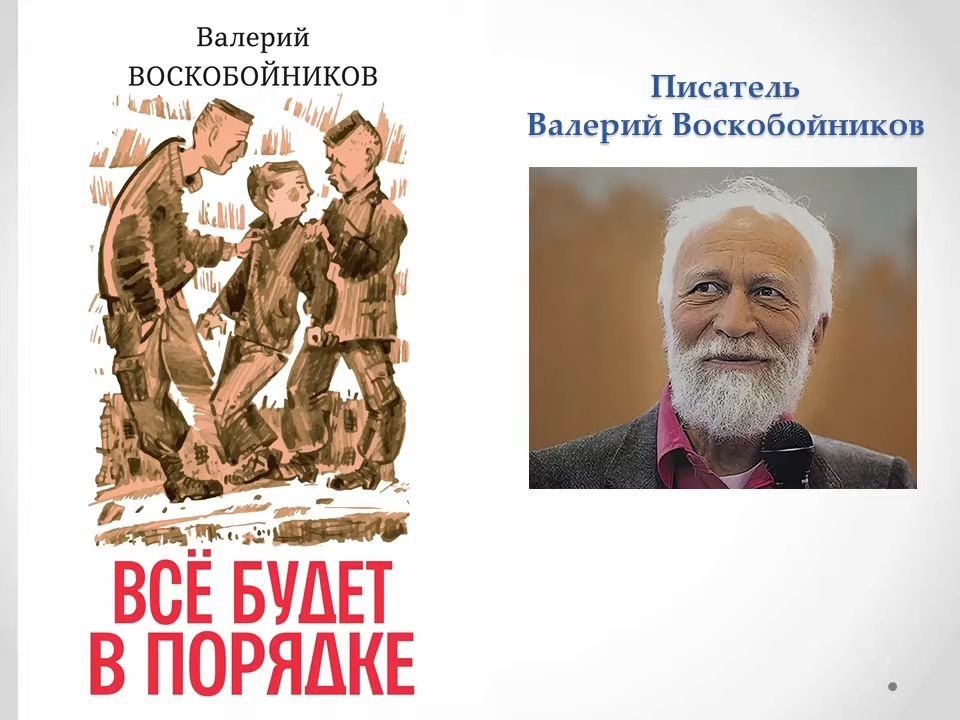 Валерий
ВОСКОБОЙНИКОВ
ВСЁ БУДЕТ
В ПОРЯДКЕ
Писатель
Валерий Воскобойников